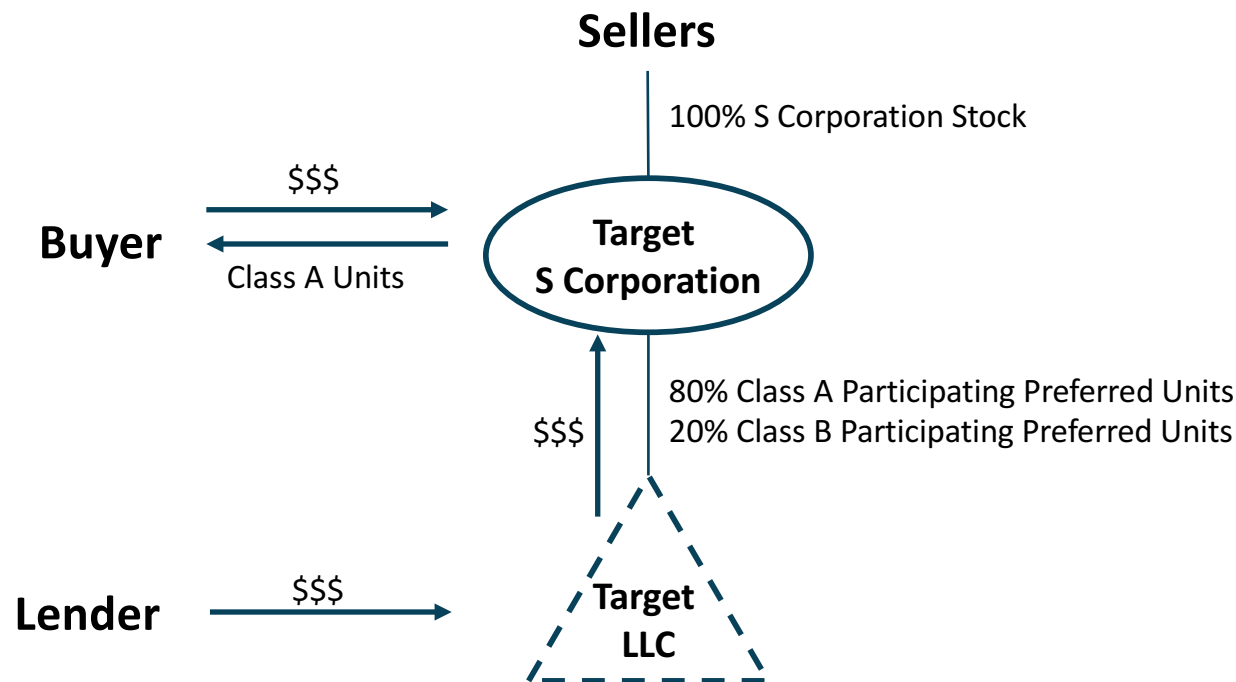 Sellers
100% S Corporation Stock
$$$
Buyer
Class A Units
Target
S Corporation
80% Class A Participating Preferred Units
20% Class B Participating Preferred Units
$$$
Lender
$$$
Target
LLC